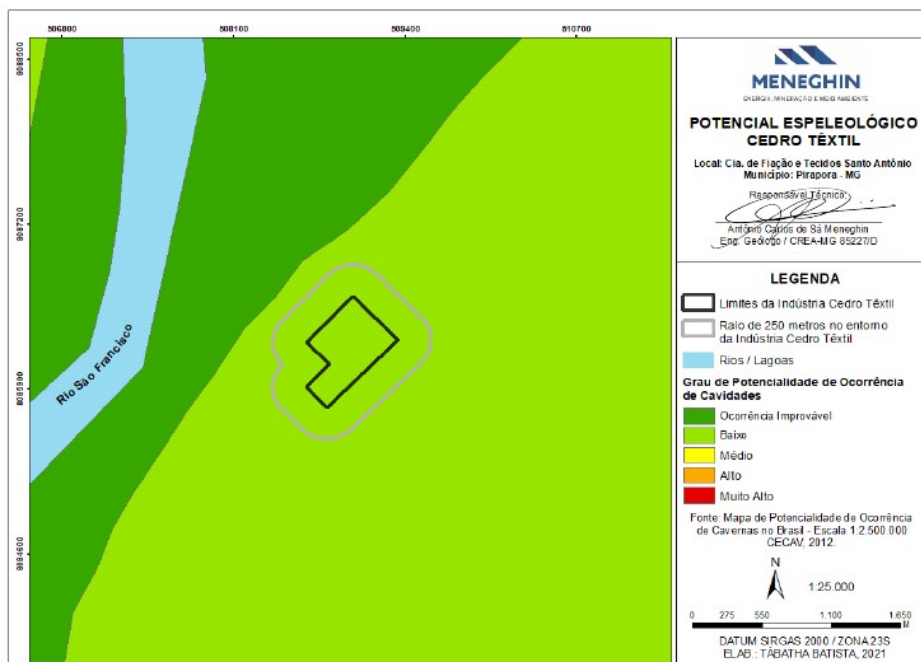 506800
508100
509400
510700
8088500
8087200
8085900
8084600
Rio São Francisco
MENEGHIN
ENERGIA, MINERAÇÃO E MEIO AMBIENTE
POTENCIAL ESPELEOLÓGICO
CEDRO TÊXTIL
Local: Cia. de Fiação e Tecidos Santo Antônio
Município: Pirapora - MG
Responsável Técnico:
Antônio Carlos de Sá Meneghin
Eng. Geólogo / CREA-MG 85227/D
LEGENDA
Limites da Indústria Cedro Têxtil
Raio de 250 metros no entorno
da Indústria Cedro Têxtil
Rios / Lagoas
Grau de Potencialidade de Ocorrência
de Cavidades
Ocorrência Improvável
Baixo
Médio
Alto
Muito Alto
Fonte: Mapa de Potencialidade de Ocorrência
de Cavernas no Brasil - Escala 1:2.500.000
CECAV, 2012.
N
1:25.000
0 275 550 1.100 1.650
M
DATUM SIRGAS 2000 / ZONA 23S
ELAB.: TÁBATHA BATISTA, 2021